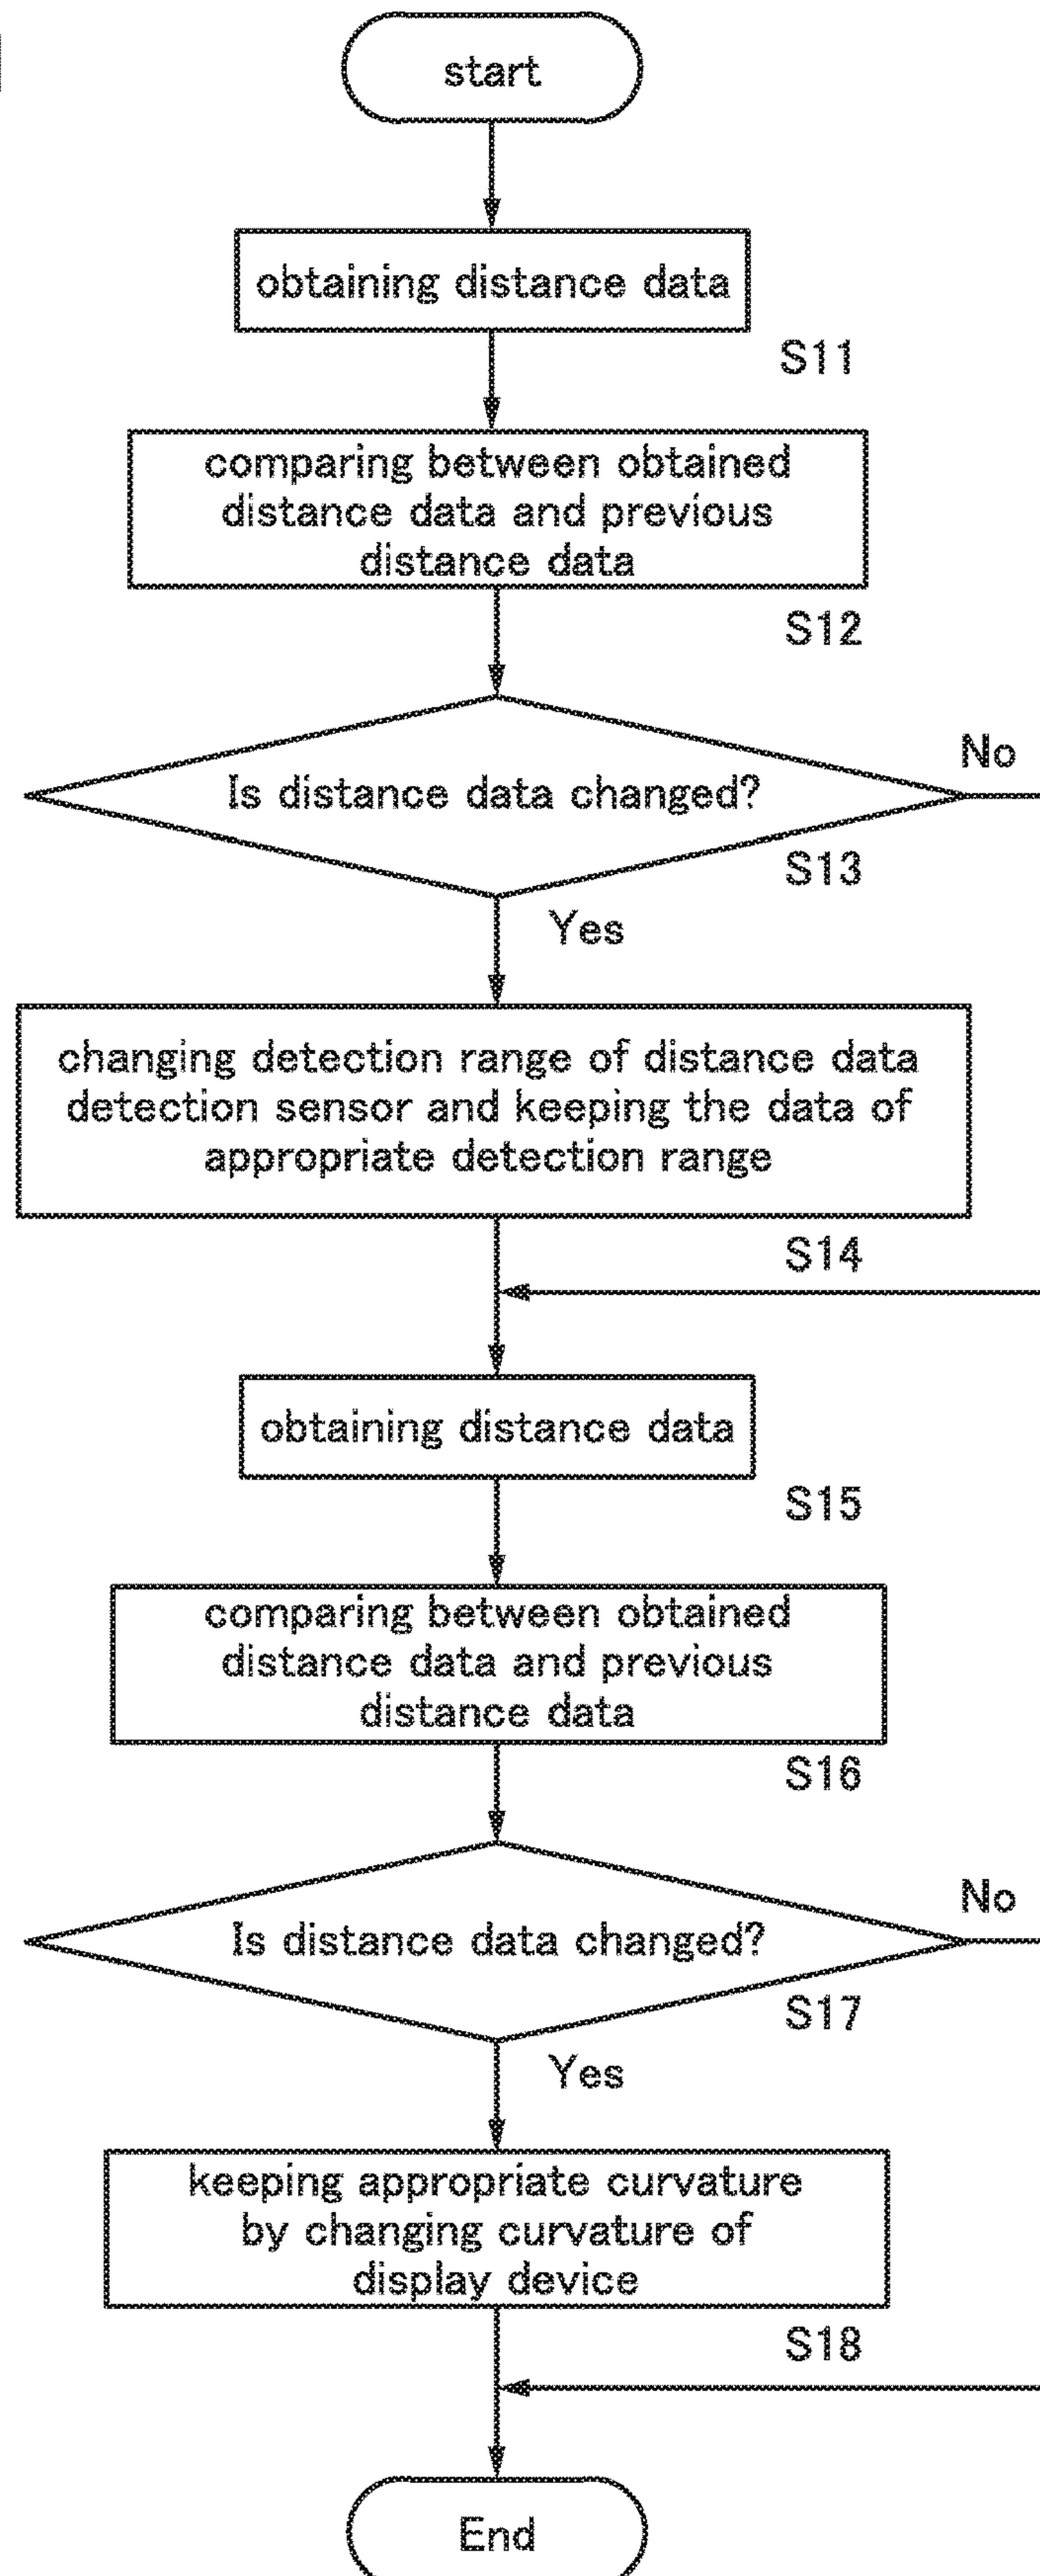 start
obtaining distance data
S11
comparing between obtained
distance data and previous
distance data
S12
Is distance data changed?
No
S13
Yes
changing detection range of distance data
detection sensor and keeping the data of
appropriate detection range
S14
obtaining distance data
S15
comparing between obtained
distance data and previous
distance data
S16
Is distance data changed?
No
S17
Yes
keeping appropriate curvature
by changing curvature of
display device
S18
End